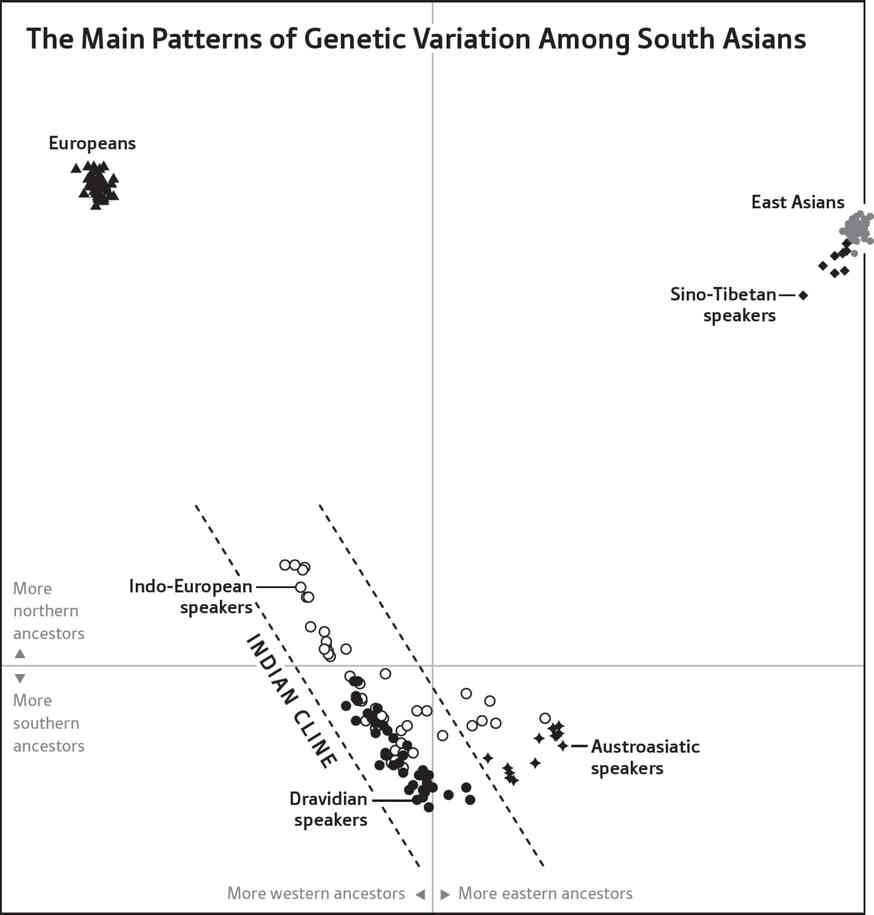 The Main Patterns of Genetic Variation Among South Asians
Europeans
East Asians
Sino-Tibetan
speakers
More
northern
ancestors
Indo-European
speakers
INDIAN CLINE
More
southern
ancestors
Austroasiatic
speakers
Dravidian
speakers
More western ancestors
More eastern ancestors